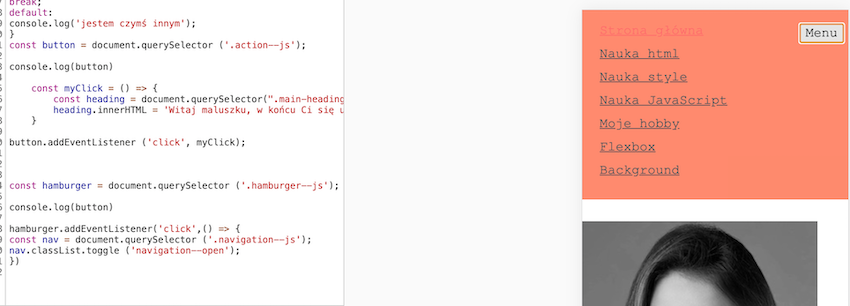 break;
default:
console.log('jestem czymś innym');
}
const button = document.querySelector ('.action--js');
console.log(button)
const myClick = () => {
const heading = document.querySelector(".main-heading
heading.innerHTML = 'Witaj maluszku, w końcu Ci się u
}
button.addEventListener ('click', myClick);
const hamburger = document.querySelector ('.hamburger--js');
console.log(button)
hamburger.addEventListener('click',() => {
const nav = document.querySelector ('.navigation--js');
nav.classList.toggle ('navigation--open');
})
Strona główna
Menu
Nauka html
Nauka style
Nauka JavaScript
Moje hobby
Flexbox
Background